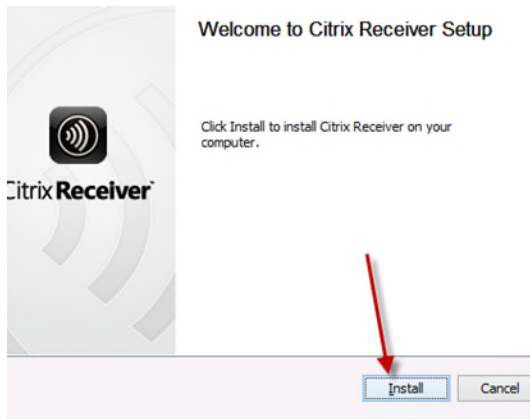 Welcome to Citrix Receiver Setup
Click Install to install Citrix Receiver on your
computer.
Citrix Receiver
Install
Cancel